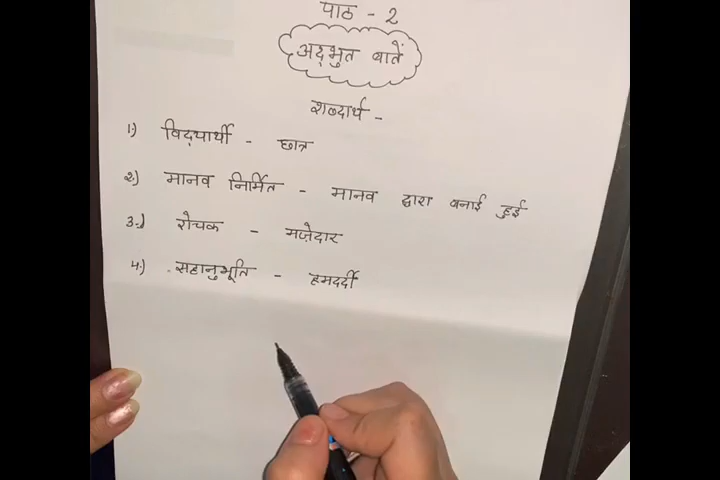 पाठ - 2
अद्भुत बातें
शब्दार्थ -
1.) विद्यार्थी - छात्र
2.) मानव निर्मित - मानव द्वारा बनाई हुई
3.) रोचक - मज़ेदार
4.) सहानुभूति - हमदर्दी